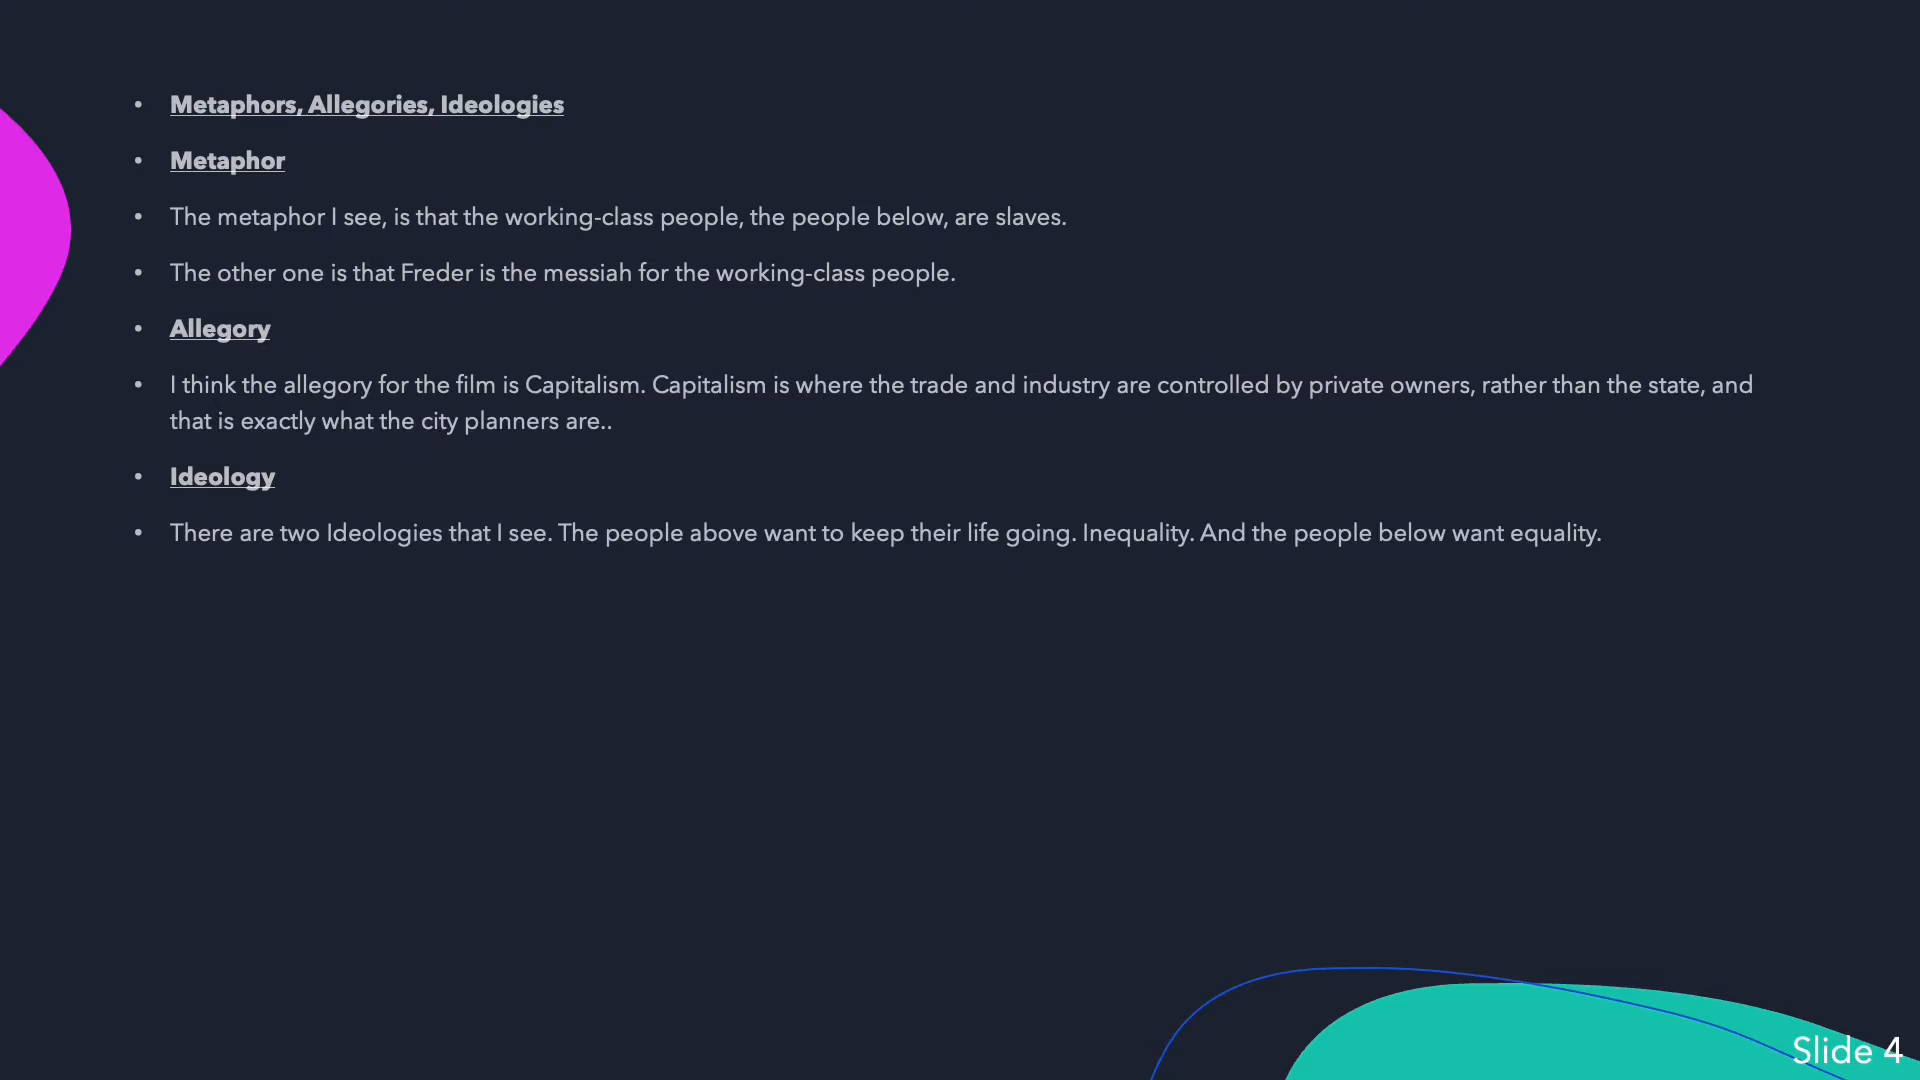 • Metaphors, Allegories, Ideologies
• Metaphor
• The metaphor I see, is that the working-class people, the people below, are slaves.
• The other one is that Freder is the messiah for the working-class people.
• Allegory
• I think the allegory for the film is Capitalism. Capitalism is where the trade and industry are controlled by private owners, rather than the state, and
that is exactly what the city planners are..
• Ideology
• There are two Ideologies that I see. The people above want to keep their life going. Inequality. And the people below want equality.
Slide 4